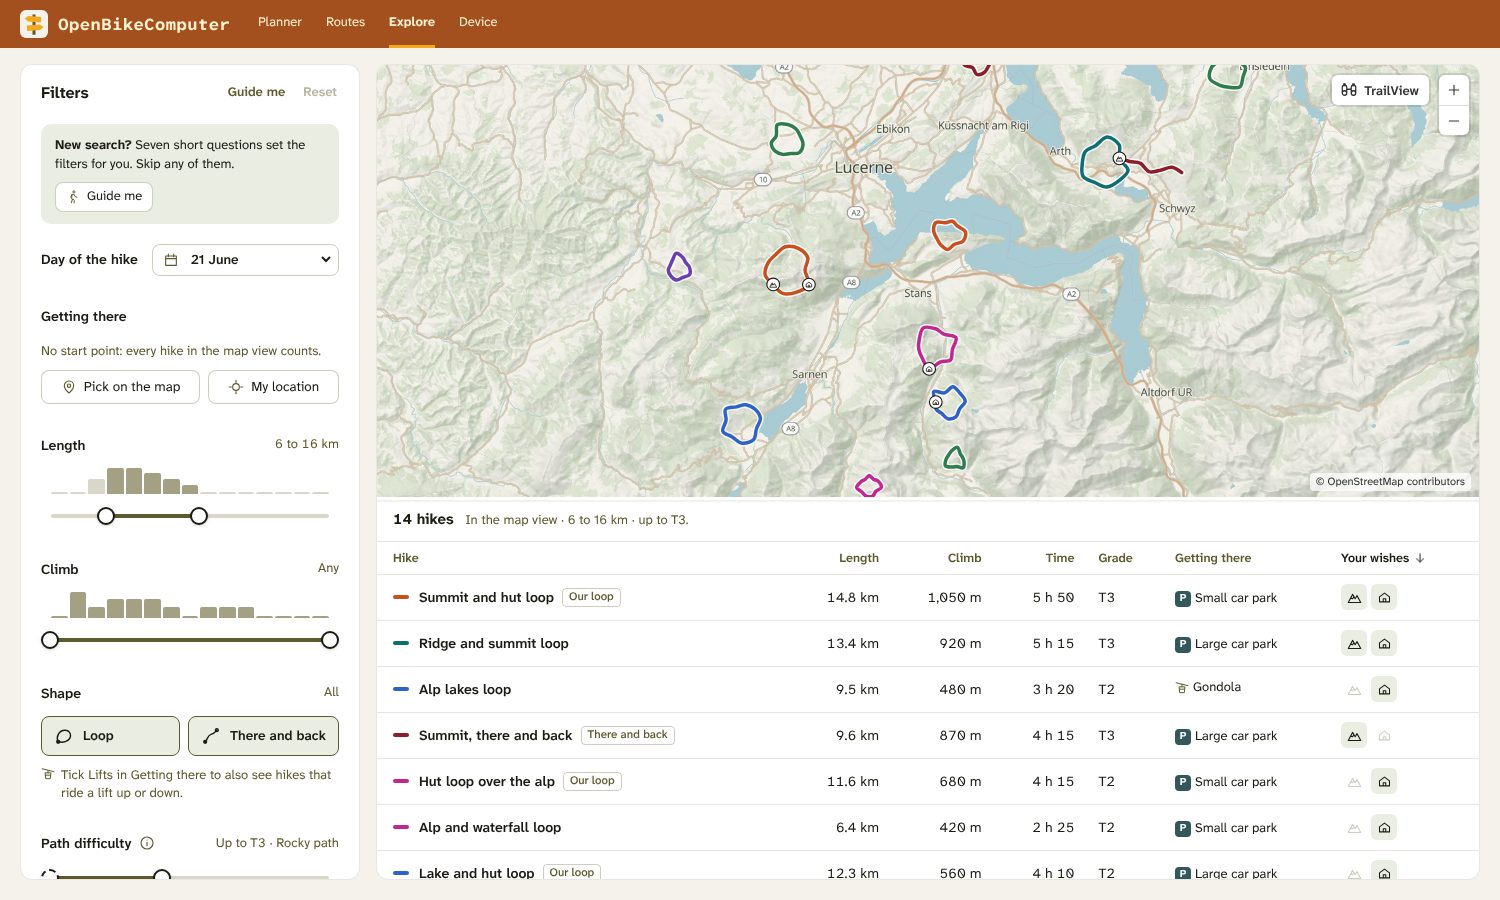 OpenBikeComputer
Planner
Routes
Explore
Device
Filters
Guide me
Reset
New search? Seven short questions set the
filters for you. Skip any of them.
Guide me
Day of the hike
21 June
Getting there
No start point: every hike in the map view counts.
Pick on the map
My location
Length
6 to 16 km
Climb
Any
Shape
All
Loop
There and back
Tick Lifts in Getting there to also see hikes that
ride a lift up or down.
Path difficulty
Up to T3 · Rocky path
A2
TrailView
+
−
Ebikon
Küssnacht am Rigi
Arth
Lucerne
10
A2
Schwyz
A8
Stans
A2
Sarnen
Altdorf UR
A8
© OpenStreetMap contributors
14 hikes
In the map view · 6 to 16 km · up to T3.
Hike Length Climb Time Grade Getting there Your wishes
Summit and hut loop Our loop 14.8 km 1,050 m 5 h 50 T3 P Small car park
Ridge and summit loop 13.4 km 920 m 5 h 15 T3 P Large car park
Alp lakes loop 9.5 km 480 m 3 h 20 T2 Gondola
Summit, there and back There and back 9.6 km 870 m 4 h 15 T3 P Large car park
Hut loop over the alp Our loop 11.6 km 680 m 4 h 15 T2 P Small car park
Alp and waterfall loop 6.4 km 420 m 2 h 25 T2 P Small car park
Lake and hut loop Our loop 12.3 km 560 m 4 h 10 T2 P Large car park